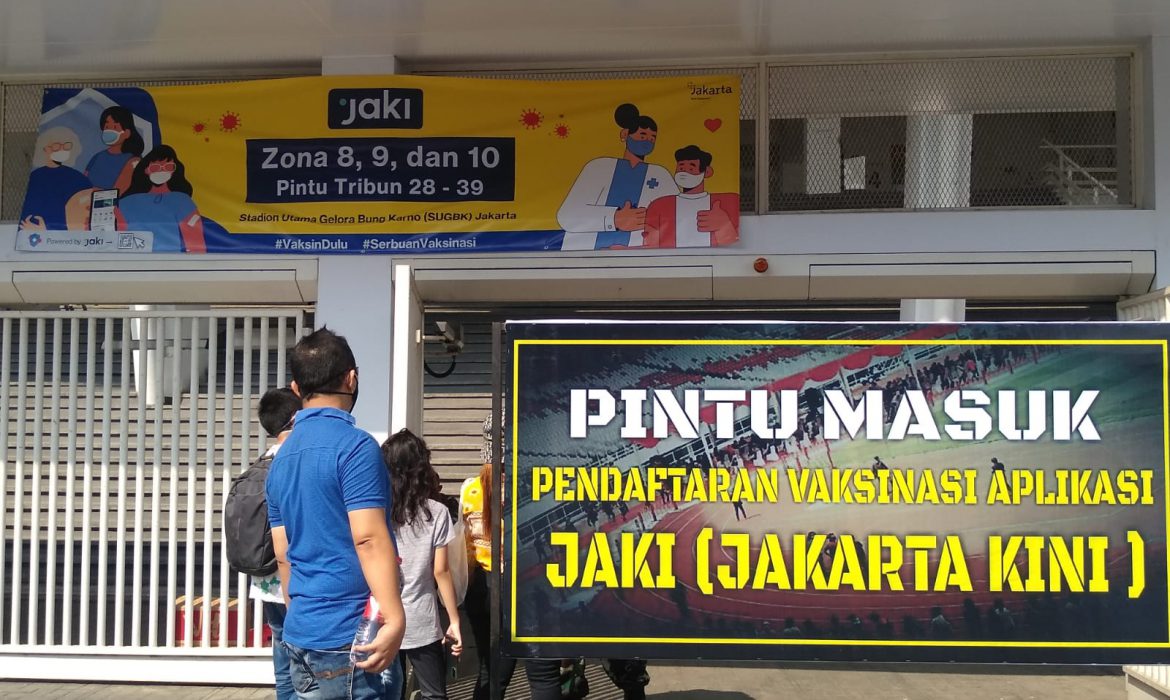 JAKI
Jakarta
Zona 8, 9, dan 10
Pintu Tribun 28 - 39
Stadion Utama Gelora Bung Karno (SUGBK) Jakarta
Powered by JAKI
#VaksinDulu #SerbuanVaksinasi
PINTU MASUK
PENDAFTARAN VAKSINASI APLIKASI
JAKI (JAKARTA KINI )